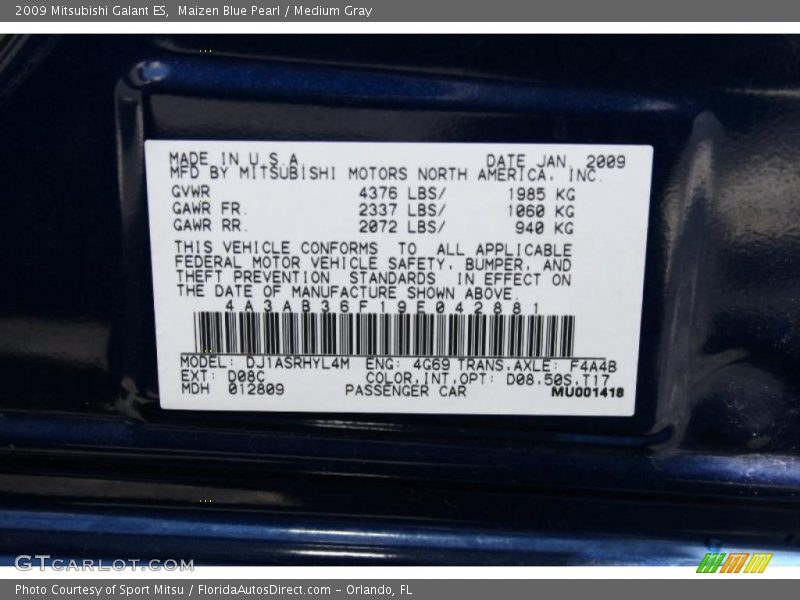 2009 Mitsubishi Galant ES, Maizen Blue Pearl / Medium Gray
MADE IN U.S.A. DATE JAN, 2009
MFD BY MITSUBISHI MOTORS NORTH AMERICA, INC.
GVWR 4376 LBS/ 1985 KG
GAWR FR. 2337 LBS/ 1060 KG
GAWR RR. 2072 LBS/ 940 KG
THIS VEHICLE CONFORMS TO ALL APPLICABLE
FEDERAL MOTOR VEHICLE SAFETY, BUMPER, AND
THEFT PREVENTION STANDARDS IN EFFECT ON
THE DATE OF MANUFACTURE SHOWN ABOVE.
4A3AB36F19E042881
MODEL: DJ1ASRHYL4M ENG: 4G69 TRANS.AXLE: F4A4B
EXT: D08C COLOR.INT.OPT: D08.50S.T17
MDH 012809 PASSENGER CAR MU001418
GTCARLOT.COM
Photo Courtesy of Sport Mitsu / FloridaAutosDirect.com – Orlando, FL